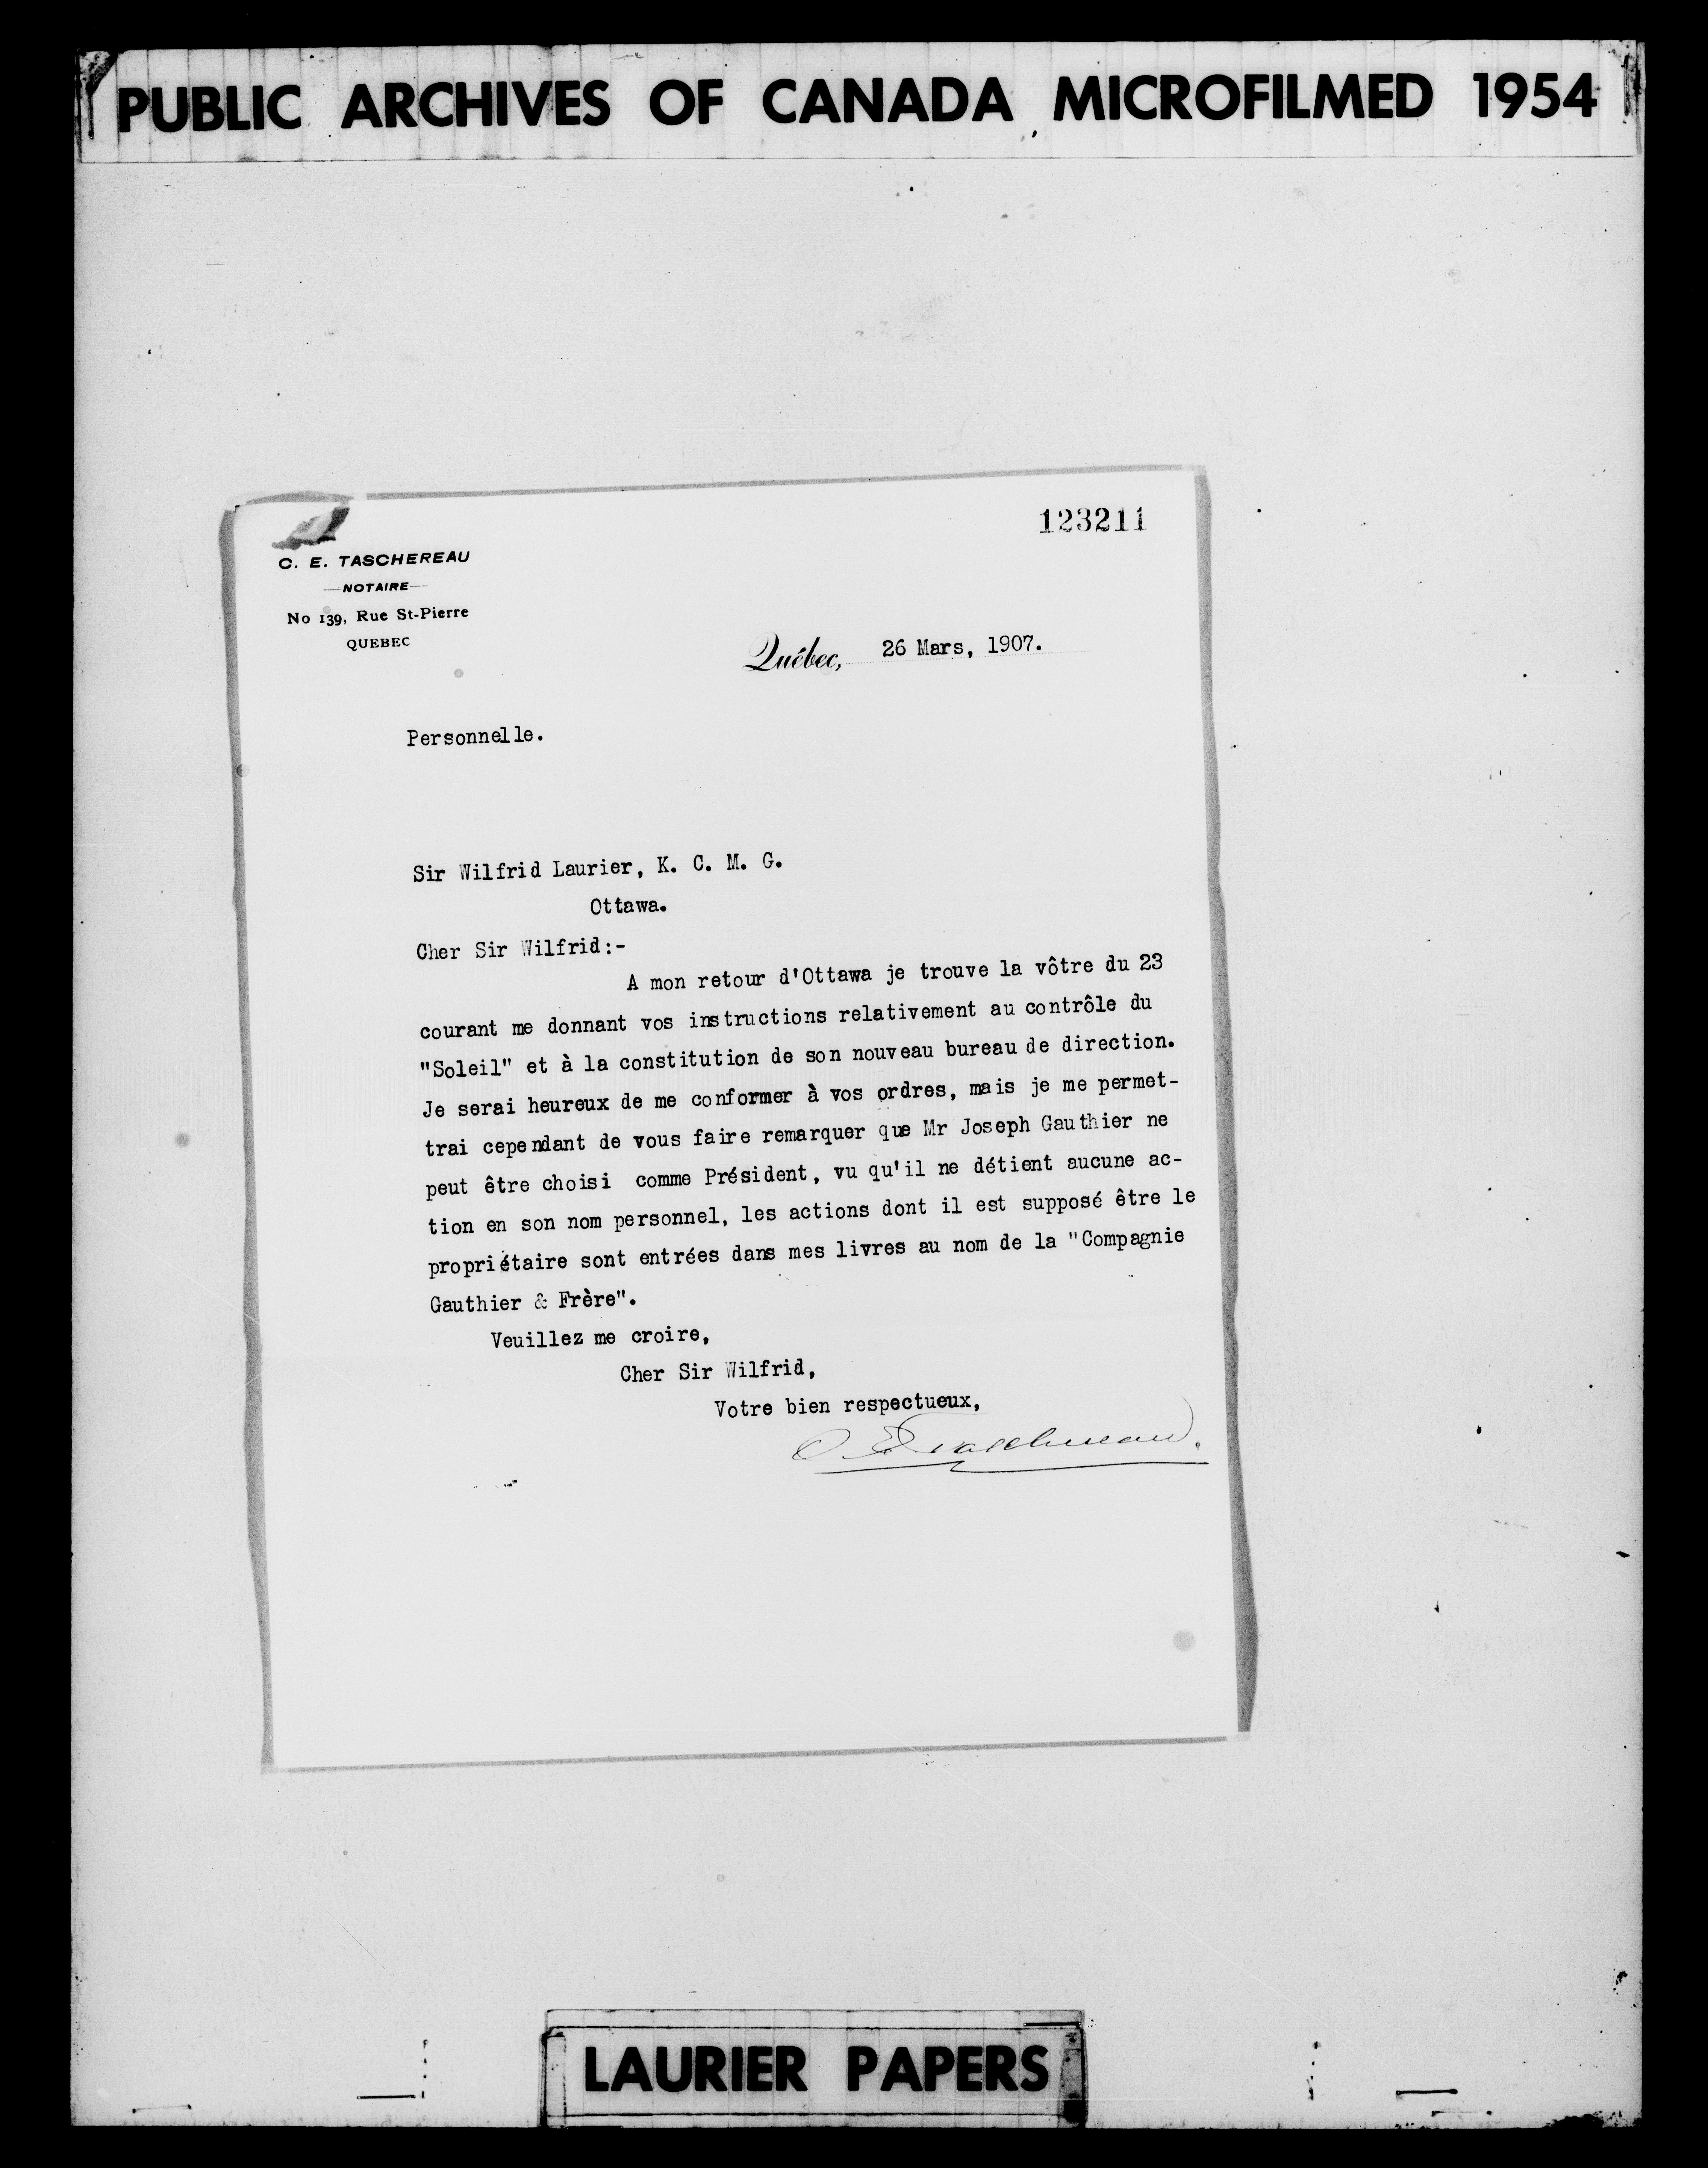 PUBLIC ARCHIVES OF CANADA MICROFILMED 1954
123211
C. E. TASCHEREAU
—NOTAIRE—
No 139, Rue St-Pierre
QUEBEC
Québec, 26 Mars, 1907.
Personnelle.
Sir Wilfrid Laurier, K. C. M. G.
Ottawa.
Cher Sir Wilfrid:-
A mon retour d'Ottawa je trouve la vôtre du 23
courant me donnant vos instructions relativement au contrôle du
"Soleil" et à la constitution de son nouveau bureau de direction.
Je serai heureux de me conformer à vos ordres, mais je me permet-
trai cependant de vous faire remarquer que Mr Joseph Gauthier ne
peut être choisi comme Président, vu qu'il ne détient aucune ac-
tion en son nom personnel, les actions dont il est supposé être le
propriétaire sont entrées dans mes livres au nom de la "Compagnie
Gauthier & Frère".
Veuillez me croire,
Cher Sir Wilfrid,
Votre bien respectueux,
C. E. Taschereau.
LAURIER PAPERS